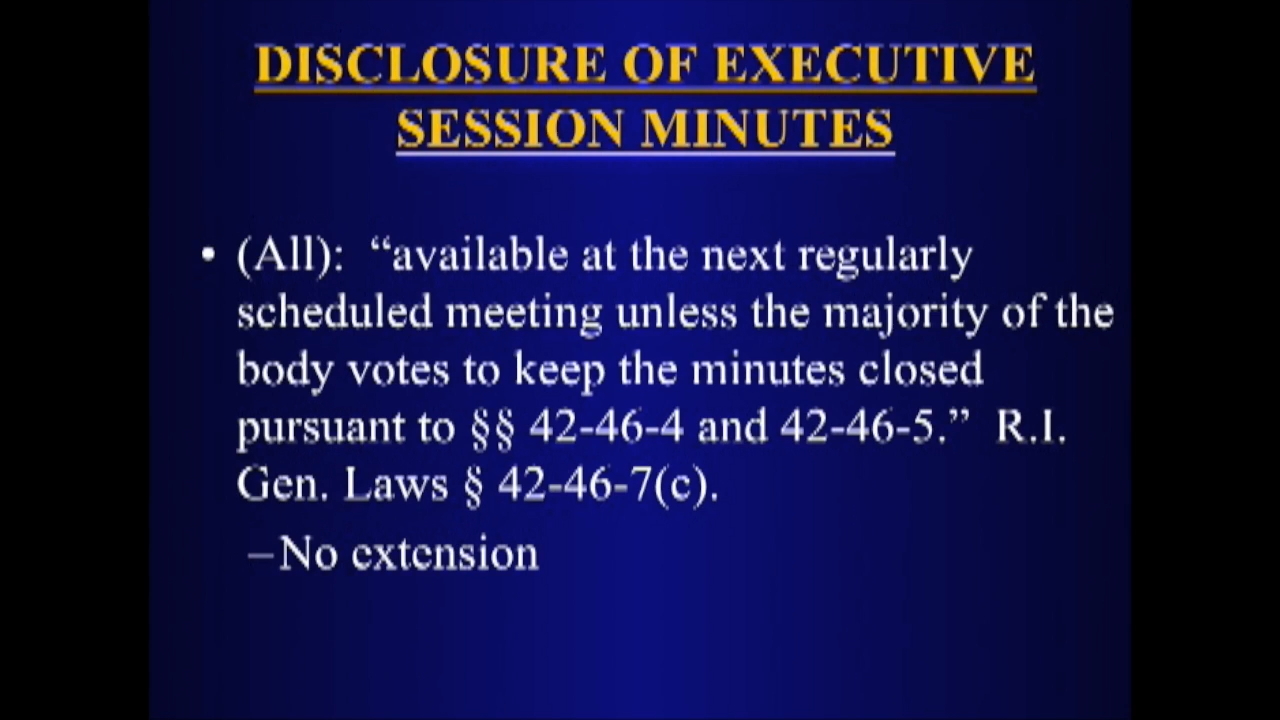 DISCLOSURE OF EXECUTIVE
SESSION MINUTES
• (All): “available at the next regularly
scheduled meeting unless the majority of the
body votes to keep the minutes closed
pursuant to §§ 42-46-4 and 42-46-5.” R.I.
Gen. Laws § 42-46-7(c).
–No extension